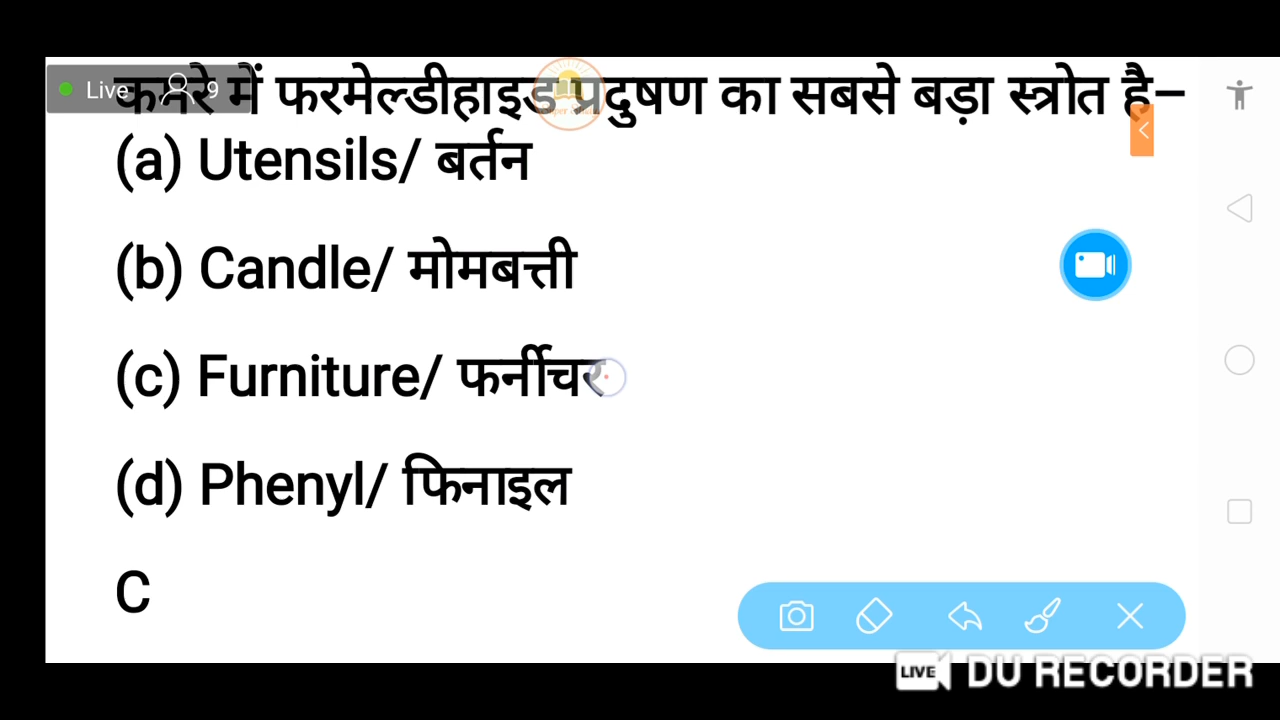 Live 9
कमरे में फरमेल्डीहाइड प्रदुषण का सबसे बड़ा स्त्रोत है–
(a) Utensils/ बर्तन
(b) Candle/ मोमबत्ती
(c) Furniture/ फर्नीचर
(d) Phenyl/ फिनाइल
C
LIVE DU RECORDER